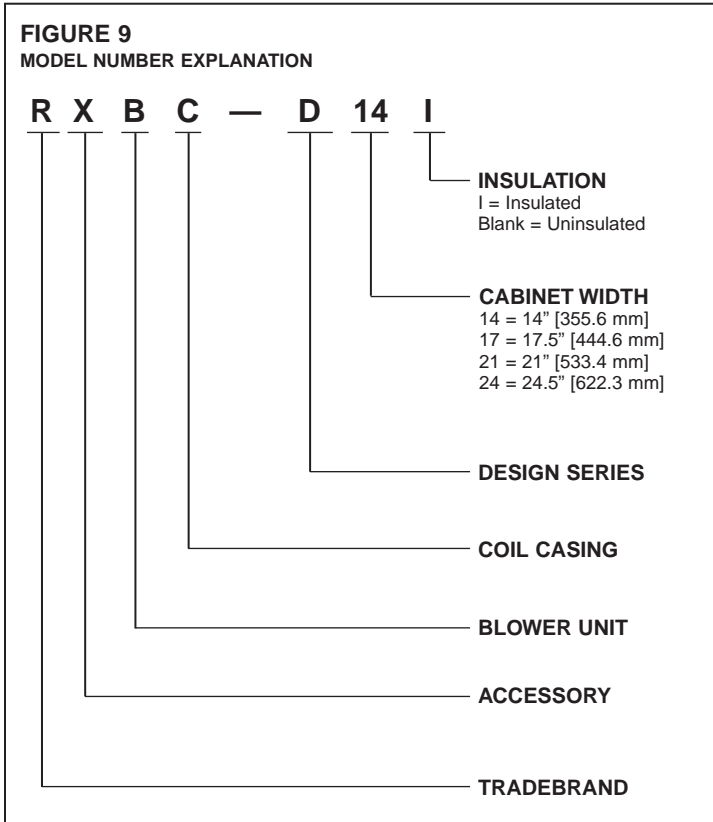 FIGURE 9
MODEL NUMBER EXPLANATION
R X B C — D 14 I
INSULATION
I = Insulated
Blank = Uninsulated
CABINET WIDTH
14 = 14” [355.6 mm]
17 = 17.5” [444.6 mm]
21 = 21” [533.4 mm]
24 = 24.5” [622.3 mm]
DESIGN SERIES
COIL CASING
BLOWER UNIT
ACCESSORY
TRADEBRAND